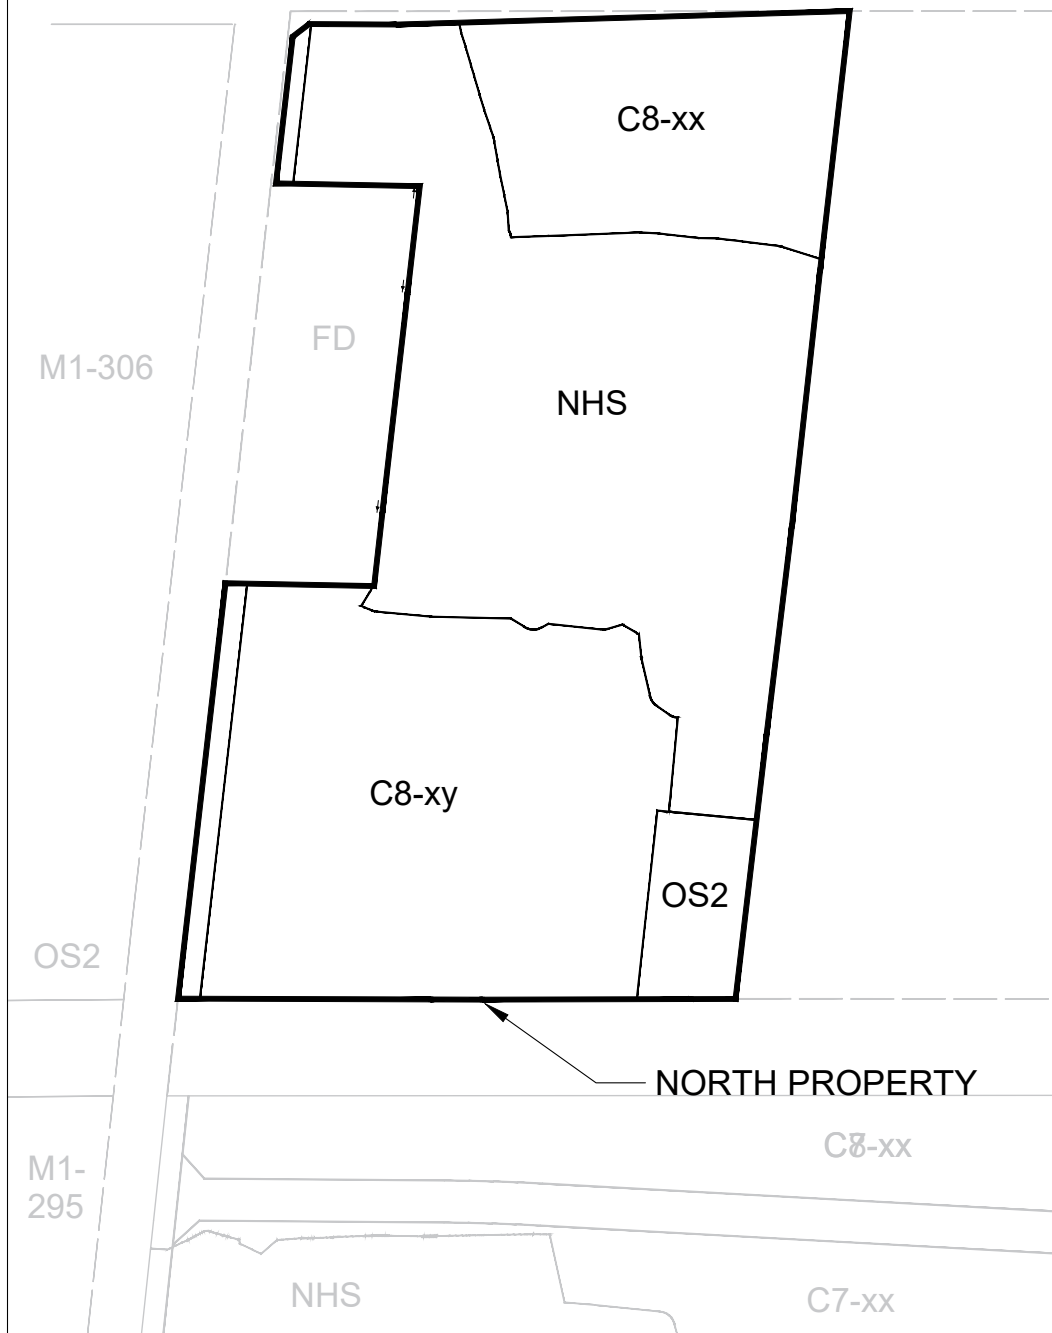 C8-xx
FD
M1-306
NHS
C8-xy
OS2
OS2
NORTH PROPERTY
M1-
295
NHS
C7-xx